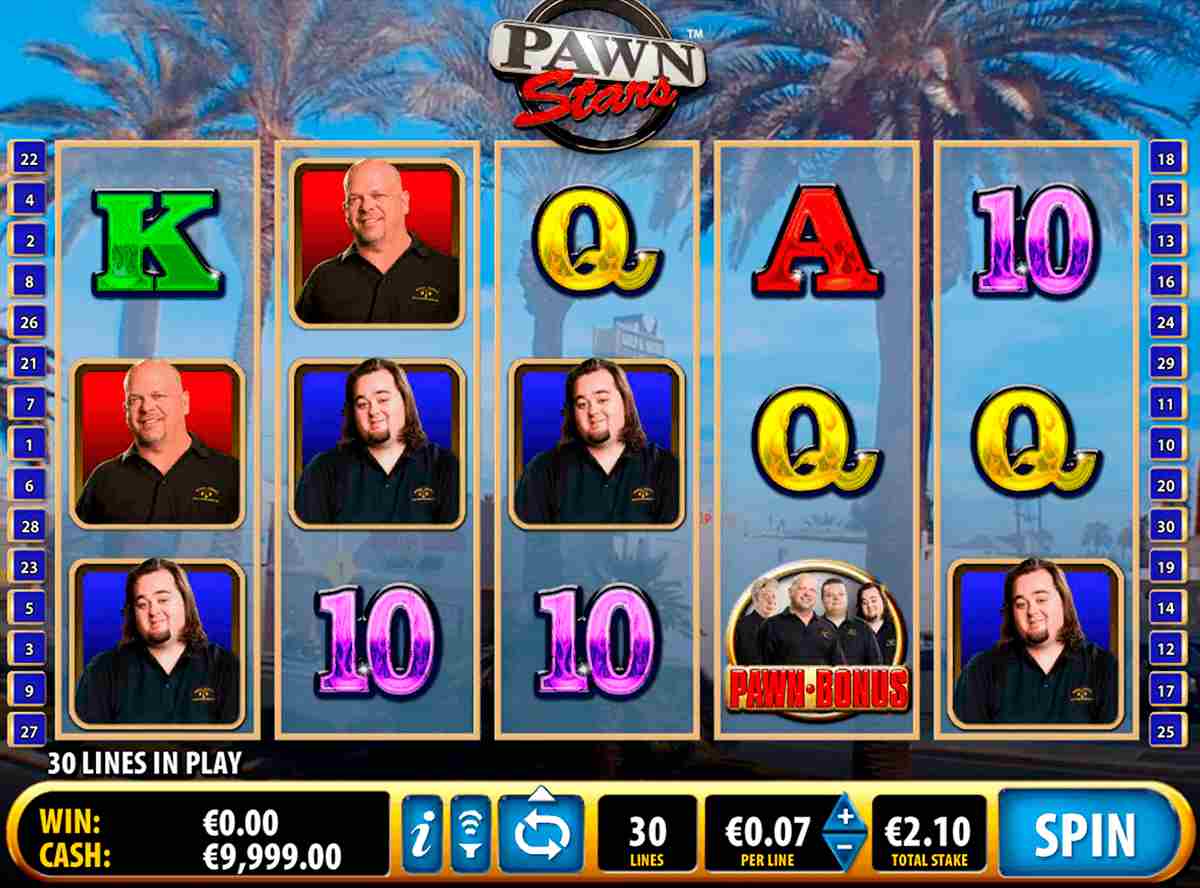 PAWN
Stars
TM
22
4
2
8
26
21
7
1
6
28
23
5
3
9
27
K
Q
A
10
Q
Q
10
10
PAWN·BONUS
18
15
13
16
24
29
11
10
20
30
19
14
12
17
25
30 LINES IN PLAY
WIN: €0.00
CASH: €9,999.00
i
30
LINES
€0.07
PER LINE
+
−
€2.10
TOTAL STAKE
SPIN